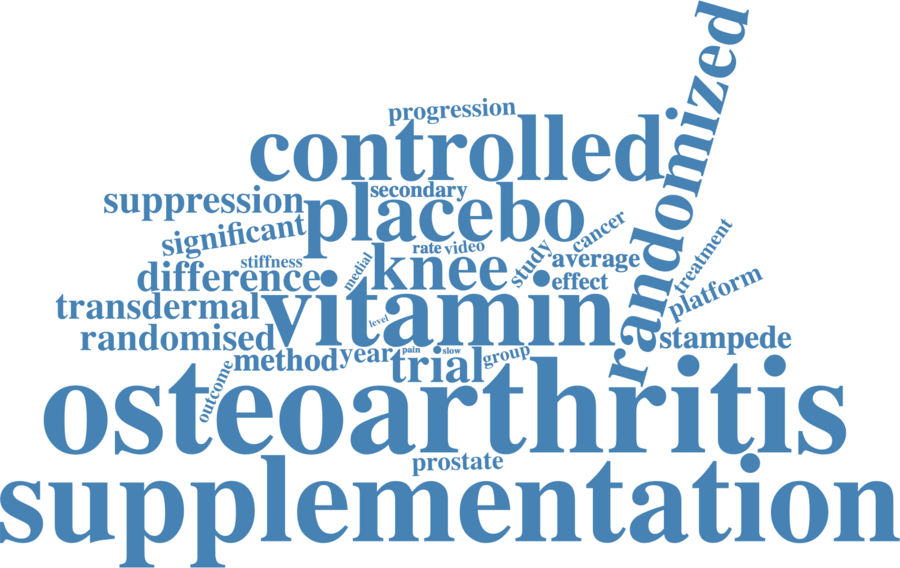 progression
controlled
randomized
secondary
suppression
placebo
significant
cancer
rate
video
study
average
stiffness
medial
knee
treatment
difference
effect
platform
transdermal
vitamin
level
randomised
stampede
method
year
pain
slow
trial
group
outcome
osteoarthritis
prostate
supplementation